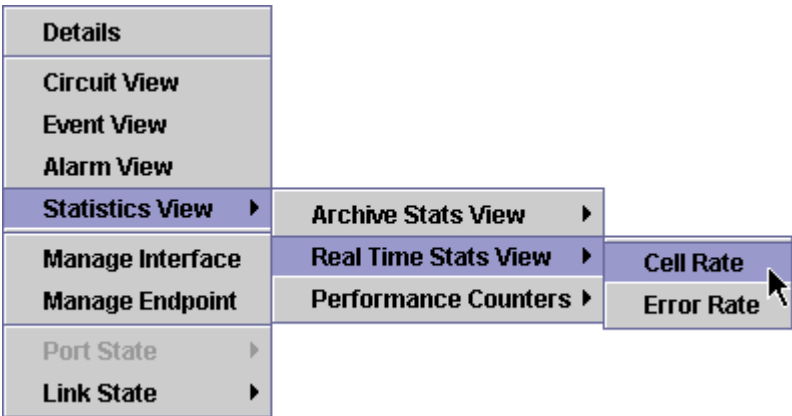 Details
Circuit View
Event View
Alarm View
Statistics View
Manage Interface
Manage Endpoint
Port State
Link State
Archive Stats View
Real Time Stats View
Performance Counters
Cell Rate
Error Rate